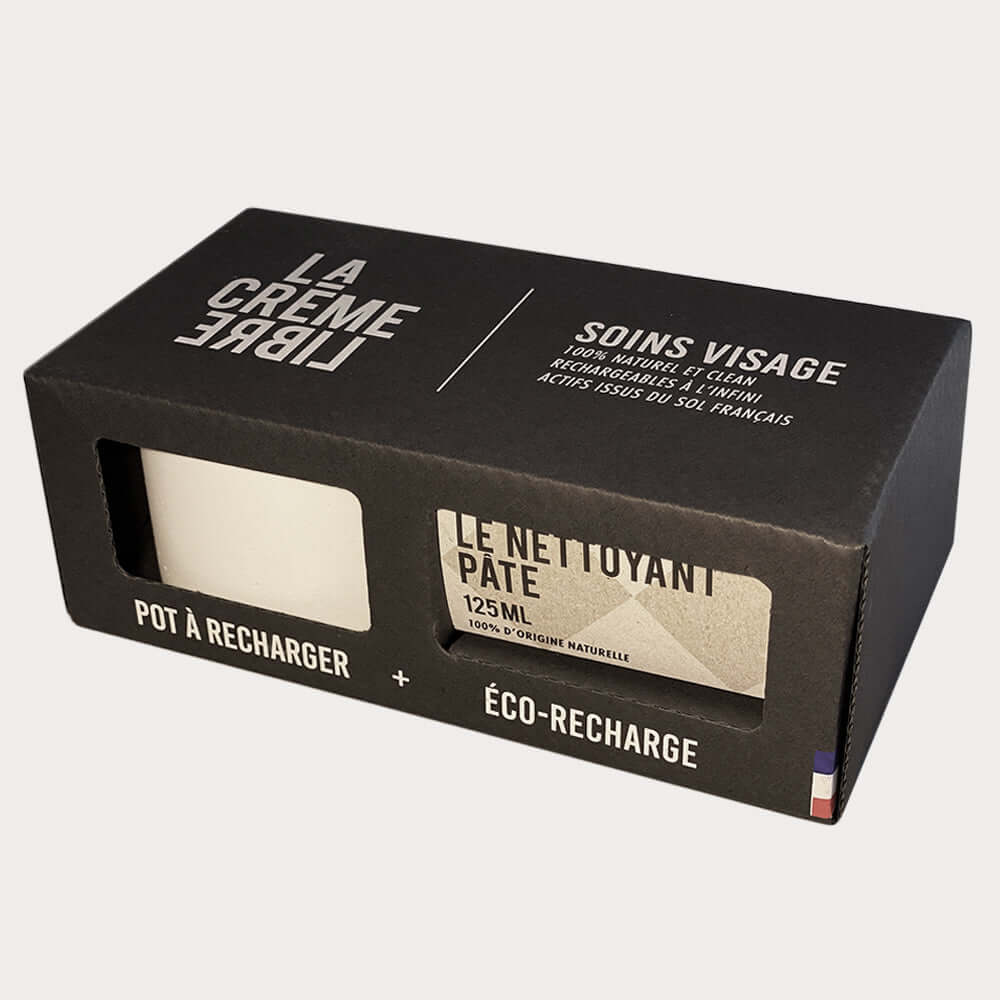 LA
CRÈME
LIBRE
SOINS VISAGE
100% NATUREL ET CLEAN
RECHARGEABLES À L'INFINI
ACTIFS ISSUS DU SOL FRANÇAIS
LE NETTOYANT
PÂTE
125ML
100% D'ORIGINE NATURELLE
POT À RECHARGER
+
ÉCO-RECHARGE